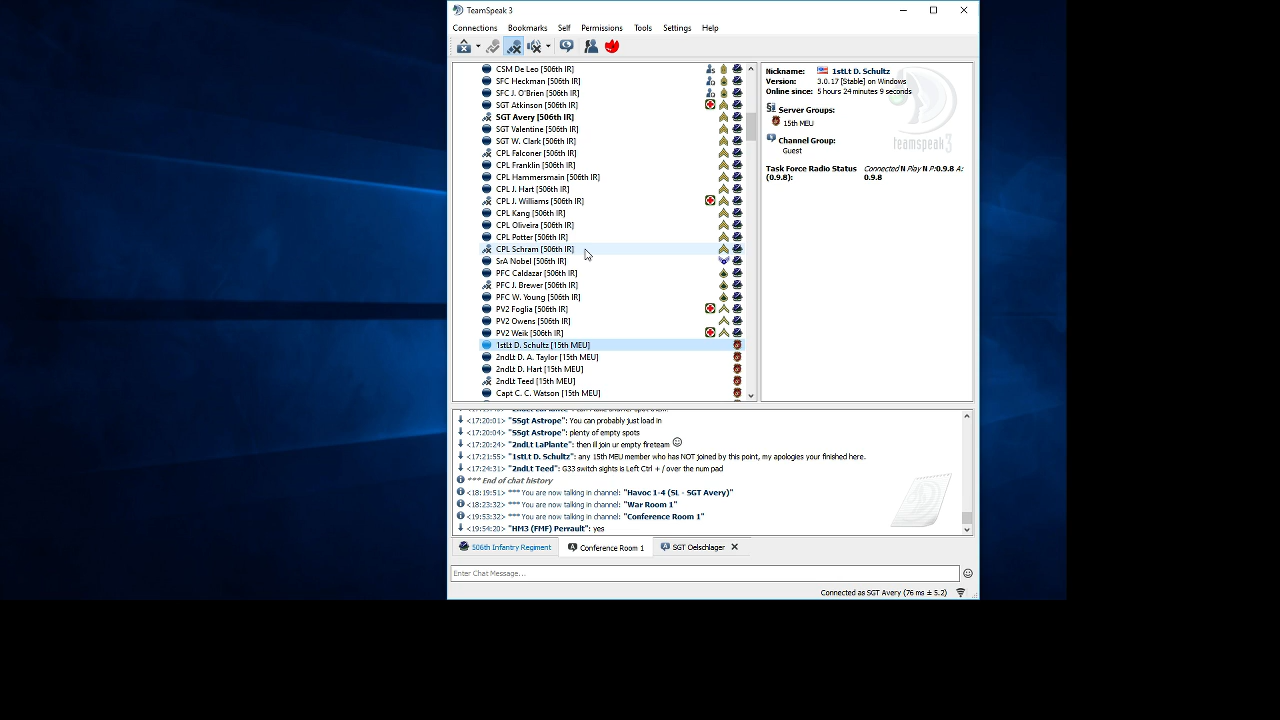 TeamSpeak 3
Connections Bookmarks Self Permissions Tools Settings Help
CSM De Leo [506th IR]
SFC Heckman [506th IR]
SFC J. O'Brien [506th IR]
SGT Atkinson [506th IR]
SGT Avery [506th IR]
SGT Valentine [506th IR]
SGT W. Clark [506th IR]
CPL Falconer [506th IR]
CPL Franklin [506th IR]
CPL Hammersmain [506th IR]
CPL J. Hart [506th IR]
CPL J. Williams [506th IR]
CPL Kang [506th IR]
CPL Oliveira [506th IR]
CPL Potter [506th IR]
CPL Schram [506th IR]
SrA Nobel [506th IR]
PFC Caldazar [506th IR]
PFC J. Brewer [506th IR]
PFC W. Young [506th IR]
PV2 Foglia [506th IR]
PV2 Owens [506th IR]
PV2 Weik [506th IR]
1stLt D. Schultz [15th MEU]
2ndLt D. A. Taylor [15th MEU]
2ndLt D. Hart [15th MEU]
2ndLt Teed [15th MEU]
Capt C. C. Watson [15th MEU]
Nickname: 1stLt D. Schultz
Version: 3.0.17 [Stable] on Windows
Online since: 5 hours 24 minutes 9 seconds
Server Groups:
15th MEU
Channel Group:
Guest
teamspeak3
Task Force Radio Status Connected N Play N P:0.9.8 A:
(0.9.8): 0.9.8
<17:20:01> "SSgt Astrope": You can probably just load in
<17:20:04> "SSgt Astrope": plenty of empty spots
<17:20:24> "2ndLt LaPlante": then ill join ur empty fireteam
<17:21:55> "1stLt D. Schultz": any 15th MEU member who has NOT joined by this point, my apologies your finished here.
<17:24:31> "2ndLt Teed": G33 switch sights is Left Ctrl + / over the num pad
*** End of chat history
<18:19:51> *** You are now talking in channel: "Havoc 1-4 (SL - SGT Avery)"
<18:23:32> *** You are now talking in channel: "War Room 1"
<19:53:32> *** You are now talking in channel: "Conference Room 1"
<19:54:20> "HM3 (FMF) Perrault": yes
506th Infantry Regiment Conference Room 1 SGT Oelschlager
Enter Chat Message...
Connected as SGT Avery (76 ms ± 5.2)